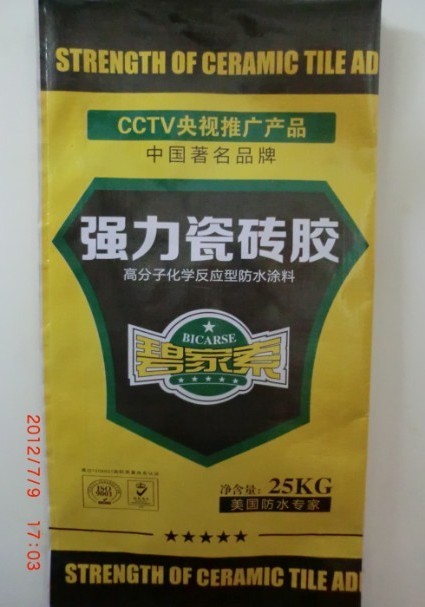 STRENGTH OF CERAMIC TILE AD
CCTV央视推广产品
中国著名品牌
强力瓷砖胶
高分子化学反应型防水涂料
BICARSE
碧家索
ISO
9001
净含量：25KG
美国防水专家
STRENGTH OF CERAMIC TILE AD
2012/7/9 17:03